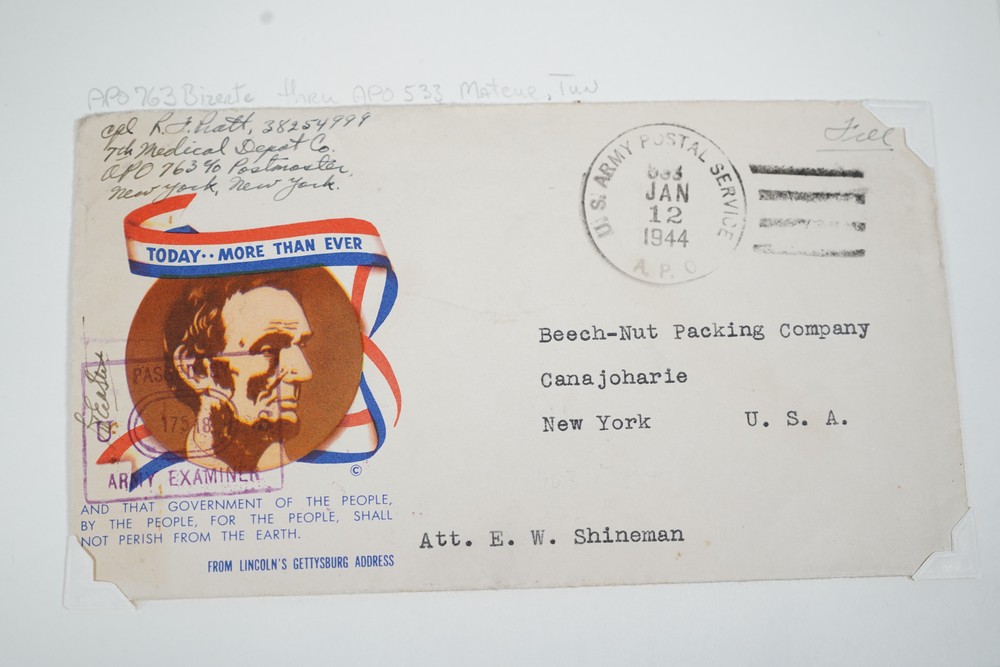 APO 763 Bizerte thru APO 533 Mateur, Tun
Cpl R. F. Pratt, 38254999
7th Medical Depot Co.
APO 763 c/o Postmaster,
New York, New York.
Free
U. S. ARMY POSTAL SERVICE
JAN
12
1944
A. P. O
TODAY·· MORE THAN EVER
Beech-Nut Packing Company
Canajoharie
New York U. S. A.
Att. E. W. Shineman
PASSED BY
ARMY EXAMINER
©
AND THAT GOVERNMENT OF THE PEOPLE,
BY THE PEOPLE, FOR THE PEOPLE, SHALL
NOT PERISH FROM THE EARTH.
FROM LINCOLN'S GETTYSBURG ADDRESS